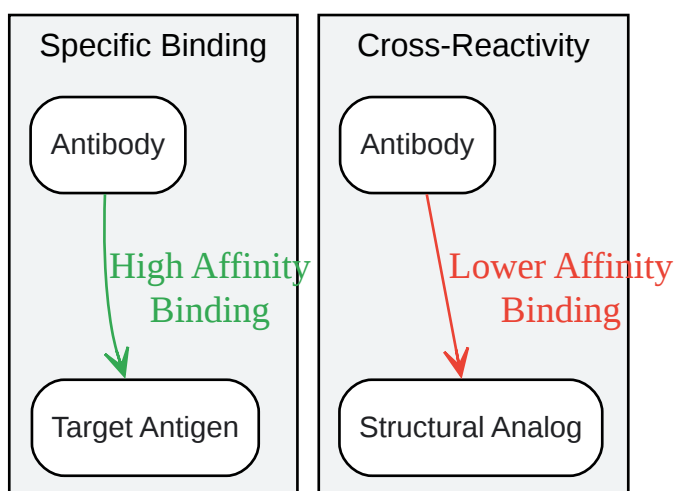 Specific Binding
Antibody
High Affinity
Binding
Target Antigen
Cross-Reactivity
Antibody
Lower Affinity
Binding
Structural Analog